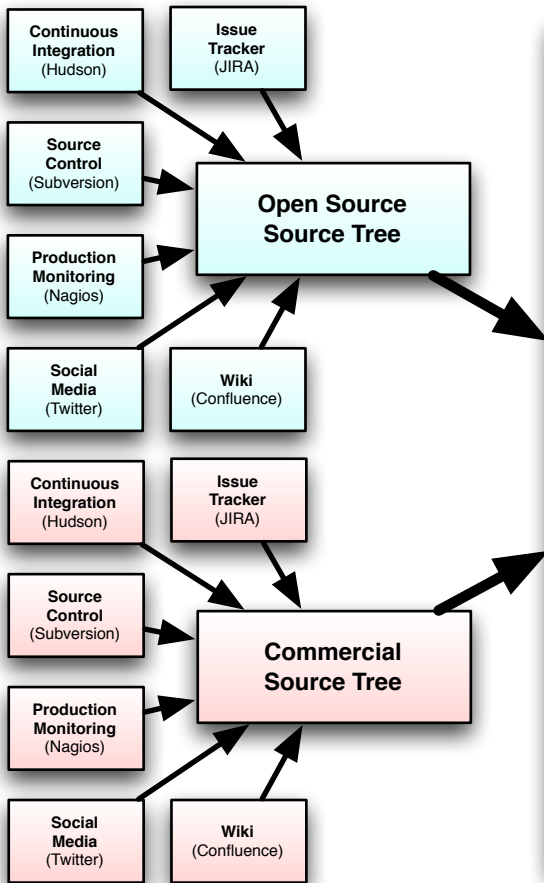 Continuous
Integration
(Hudson)
Issue
Tracker
(JIRA)
Source
Control
(Subversion)
Open Source
Source Tree
Production
Monitoring
(Nagios)
Social
Media
(Twitter)
Wiki
(Confluence)
Continuous
Integration
(Hudson)
Issue
Tracker
(JIRA)
Source
Control
(Subversion)
Commercial
Source Tree
Production
Monitoring
(Nagios)
Social
Media
(Twitter)
Wiki
(Confluence)